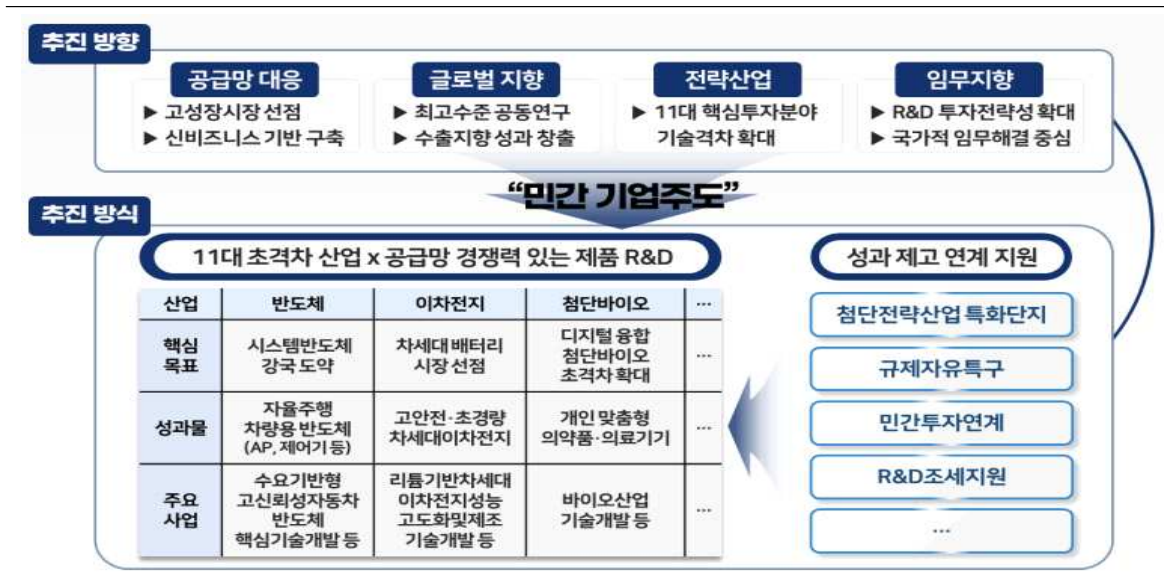 추진 방향
공급망 대응
▶ 고성장시장 선점
▶ 신비즈니스 기반 구축
글로벌 지향
▶ 최고수준 공동연구
▶ 수출지향 성과 창출
전략산업
▶ 11대 핵심투자분야
기술격차 확대
임무지향
▶ R&D 투자전략성 확대
▶ 국가적 임무해결 중심
“민간 기업주도”
추진 방식
11대 초격차 산업 x 공급망 경쟁력 있는 제품 R&D
산업 반도체 이차전지 첨단바이오 …
핵심
목표
시스템반도체
강국 도약
차세대 배터리
시장 선점
디지털 융합
첨단바이오
초격차 확대
…
성과물
자율주행
차량용 반도체
(AP, 제어기 등)
고안전·초경량
차세대이차전지
개인 맞춤형
의약품·의료기기
…
주요
사업
수요기반형
고신뢰성자동차
반도체
핵심기술개발 등
리튬기반차세대
이차전지성능
고도화및제조
기술개발 등
바이오산업
기술개발 등
…
성과 제고 연계 지원
첨단전략산업 특화단지
규제자유특구
민간투자연계
R&D조세지원
…